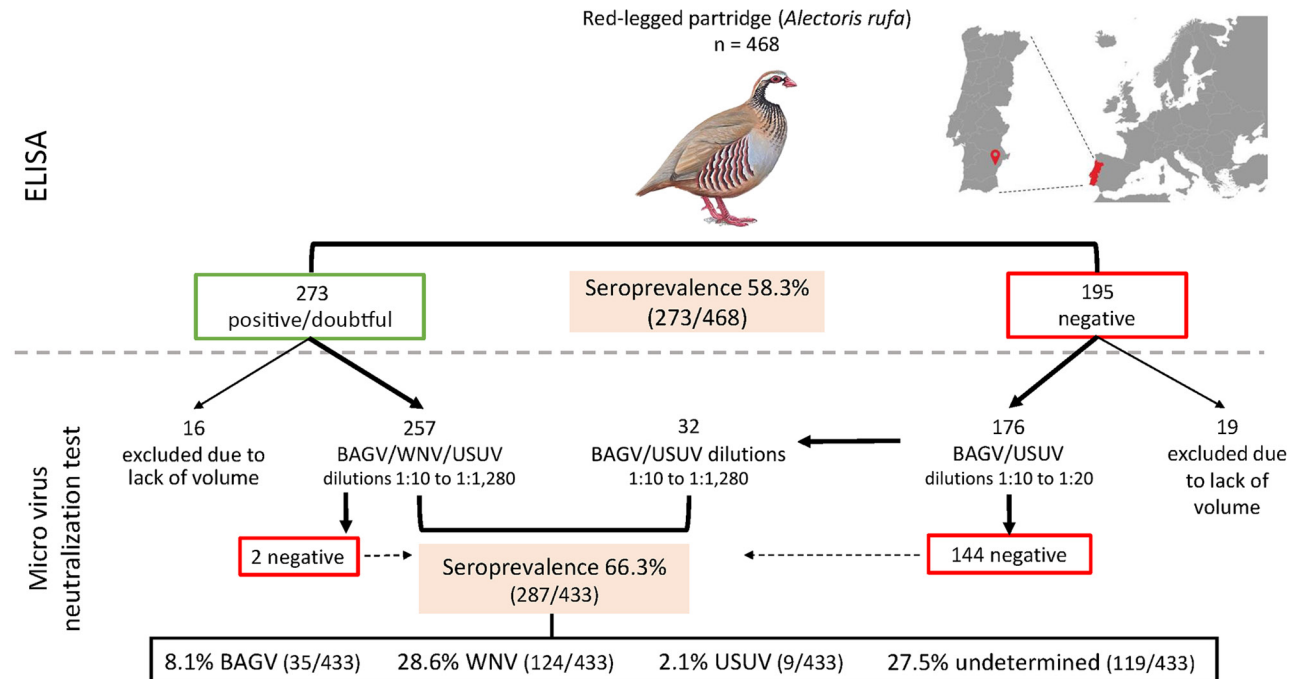 Red-legged partridge (Alectoris rufa)
n = 468
ELISA
273
positive/doubtful
Seroprevalence 58.3%
(273/468)
195
negative
Micro virus
neutralization test
16
excluded due to
lack of volume
257
BAGV/WNV/USUV
dilutions 1:10 to 1:1,280
32
BAGV/USUV dilutions
1:10 to 1:1,280
176
BAGV/USUV
dilutions 1:10 to 1:20
19
excluded due
to lack of
volume
2 negative
Seroprevalence 66.3%
(287/433)
144 negative
8.1% BAGV (35/433) 28.6% WNV (124/433) 2.1% USUV (9/433) 27.5% undetermined (119/433)